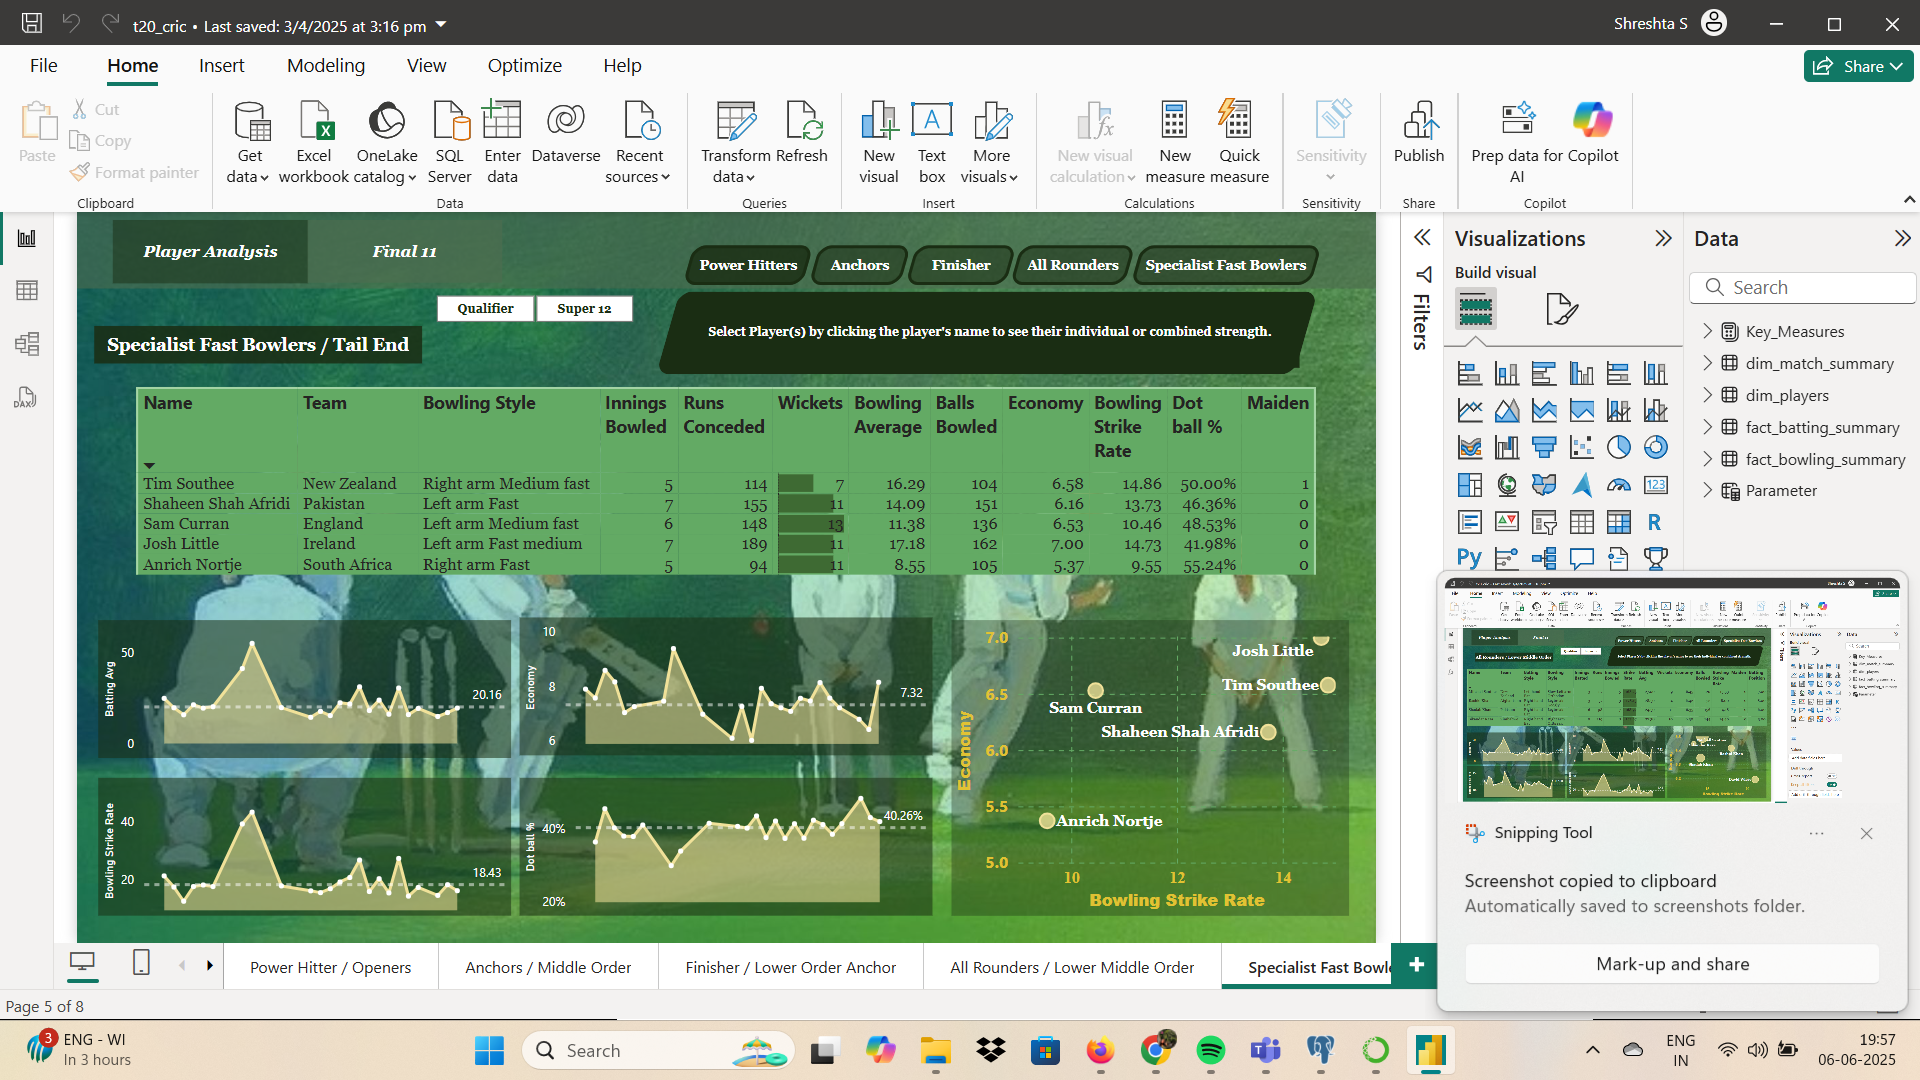 t20_cric • Last saved: 3/4/2025 at 3:16 pm
Shreshta S
File Home Insert Modeling View Optimize Help
Share
Paste
Cut
Copy
Format painter
Clipboard
Get data
Excel workbook
OneLake catalog
SQL Server
Enter data
Dataverse
Recent sources
Data
Transform data
Refresh
Queries
New visual
Text box
More visuals
Insert
New visual calculation
New measure
Quick measure
Calculations
Sensitivity
Sensitivity
Publish
Share
Prep data for AI
Copilot
Copilot
Player Analysis
Final 11
Power Hitters
Anchors
Finisher
All Rounders
Specialist Fast Bowlers
Qualifier
Super 12
Specialist Fast Bowlers / Tail End
Select Player(s) by clicking the player's name to see their individual or combined strength.
Name Team Bowling Style Innings Bowled Runs Conceded Wickets Bowling Average Balls Bowled Economy Bowling Strike Rate Dot ball % Maiden
Tim Southee New Zealand Right arm Medium fast 5 114 7 16.29 104 6.58 14.86 50.00% 1
Shaheen Shah Afridi Pakistan Left arm Fast 7 155 11 14.09 151 6.16 13.73 46.36% 0
Sam Curran England Left arm Medium fast 6 148 13 11.38 136 6.53 10.46 48.53% 0
Josh Little Ireland Left arm Fast medium 7 189 11 17.18 162 7.00 14.73 41.98% 0
Anrich Nortje South Africa Right arm Fast 5 94 11 8.55 105 5.37 9.55 55.24% 0
Batting Avg
50
0
20.16
Economy
10
8
6
7.32
Bowling Strike Rate
40
20
18.43
Dot ball %
40%
20%
40.26%
Economy
7.0
6.5
6.0
5.5
5.0
Josh Little
Tim Southee
Sam Curran
Shaheen Shah Afridi
Anrich Nortje
10 12 14
Bowling Strike Rate
Filters
Visualizations
Build visual
123
R
Py
Data
Search
Key_Measures
dim_match_summary
dim_players
fact_batting_summary
fact_bowling_summary
Parameter
Snipping Tool
Screenshot copied to clipboard
Automatically saved to screenshots folder.
Mark-up and share
Power Hitter / Openers
Anchors / Middle Order
Finisher / Lower Order Anchor
All Rounders / Lower Middle Order
Specialist Fast Bowle
Page 5 of 8
3
ENG - WI
In 3 hours
Search
ENG
IN
19:57
06-06-2025